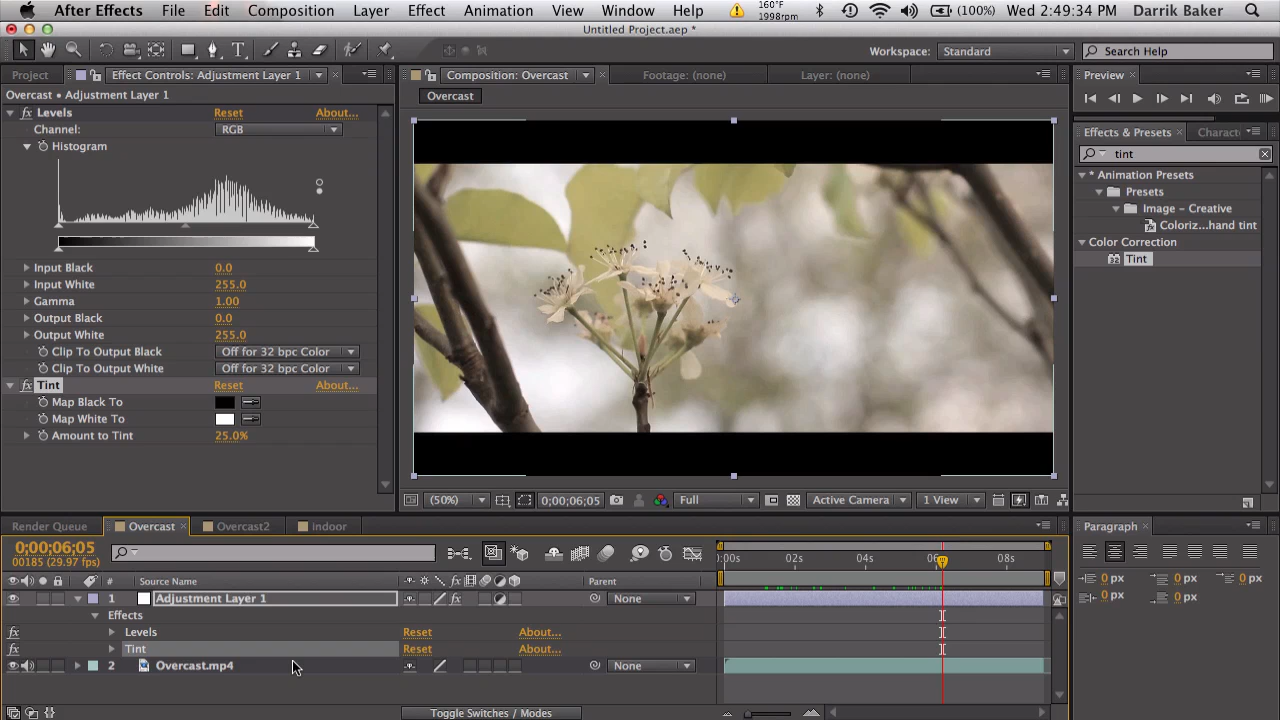 After Effects File Edit Composition Layer Effect Animation View Window Help 160°F 1998rpm (100%) Wed 2:49:34 PM Darrik Baker
Untitled Project.aep *
Workspace: Standard Search Help
Project Effect Controls: Adjustment Layer 1 Composition: Overcast Footage: (none) Layer: (none) Preview
Overcast • Adjustment Layer 1
Overcast
fx Levels Reset About...
Channel: RGB
Histogram
Effects & Presets Charact
tint
* Animation Presets
Presets
Image – Creative
Coloriz...hand tint
Color Correction
Tint
Input Black 0.0
Input White 255.0
Gamma 1.00
Output Black 0.0
Output White 255.0
Clip To Output Black Off for 32 bpc Color
Clip To Output White Off for 32 bpc Color
fx Tint Reset About...
Map Black To
Map White To
Amount to Tint 25.0%
(50%) 0;00;06;05 Full Active Camera 1 View
Render Queue Overcast Overcast2 Indoor Paragraph
0;00;06;05
00185 (29.97 fps)
:00s 02s 04s 06 08s
# Source Name fx Parent
1 Adjustment Layer 1 fx None
Effects
fx Levels Reset About...
fx Tint Reset About...
2 Overcast.mp4 None
0 px 0 px 0 px
0 px 0 px
Toggle Switches / Modes